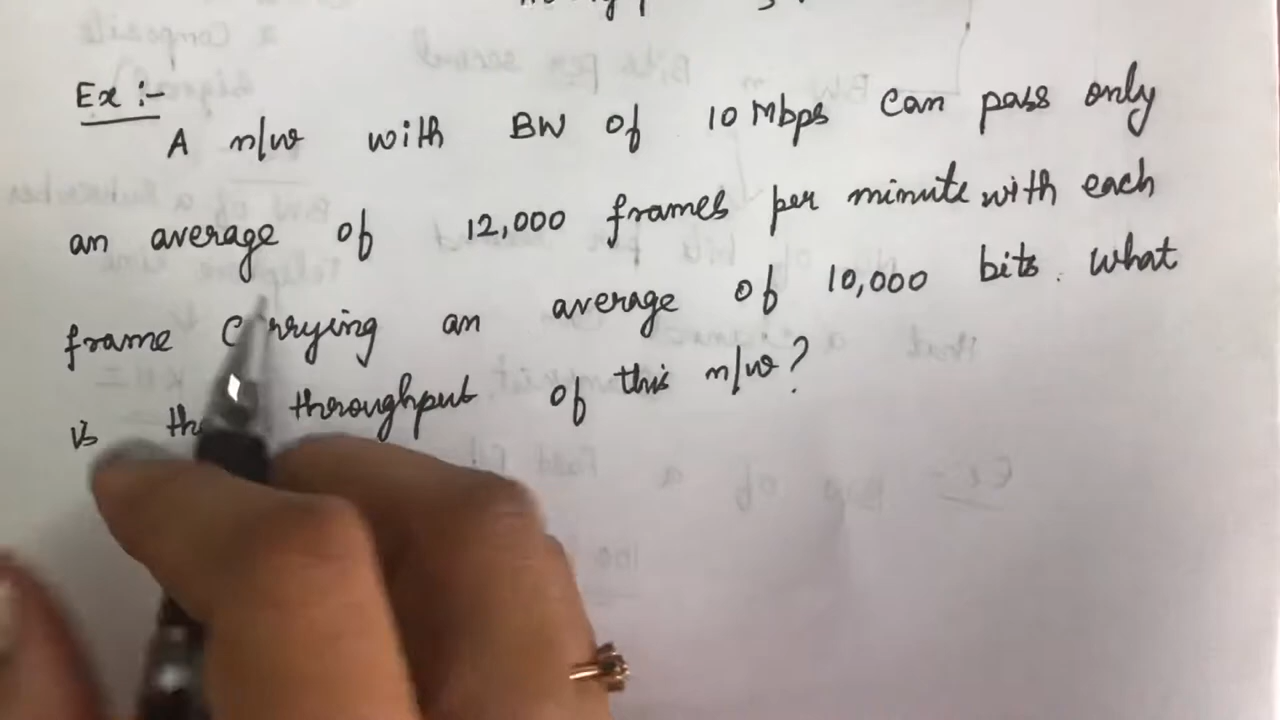 Ex :-
A n/w with BW of 10 Mbps can pass only
an average of 12,000 frames per minute with each
frame carrying an average of 10,000 bits. What
is the throughput of this n/w?